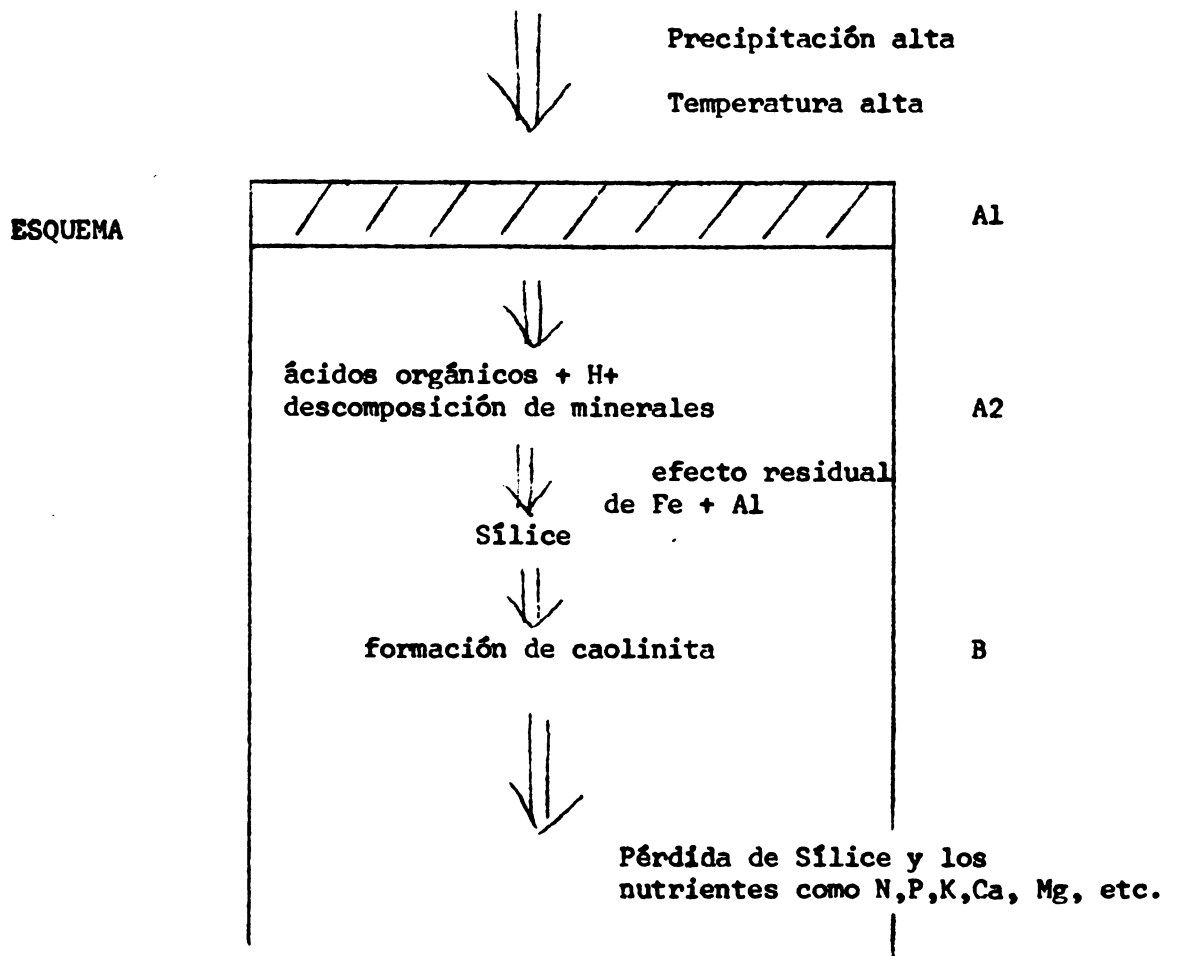 Precipitación alta
Temperatura alta
ESQUEMA
A1
ácidos orgánicos + H+
descomposición de minerales
A2
efecto residual
de Fe + Al
Sílice
formación de caolinita
B
Pérdida de Sílice y los
nutrientes como N,P,K,Ca, Mg, etc.